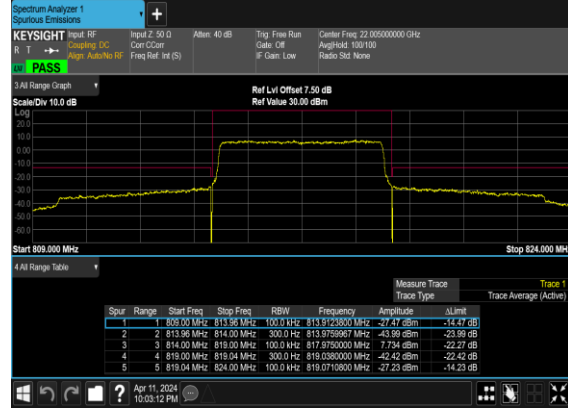 Spectrum Analyzer 1
Spurious Emissions
+
KEYSIGHT Input: RF Input Z: 50 Ω Atten: 40 dB Trig: Free Run Center Freq: 22.005000000 GHz
R T Coupling: DC Corr CCorr Gate: Off Avg|Hold: 100/100
Align: Auto/No RF Freq Ref: Int (S) IF Gain: Low Radio Std: None
PASS
3 All Range Graph
Ref Lvl Offset 7.50 dB
Scale/Div 10.0 dB Ref Value 30.00 dBm
Log
20.0
10.0
0.00
-10.0
-20.0
-30.0
-40.0
-50.0
-60.0
Start 809.000 MHz Stop 824.000 MH
4 All Range Table
Measure Trace Trace 1
Trace Type Trace Average (Active)
Spur Range Start Freq Stop Freq RBW Frequency Amplitude ΔLimit
1 1 809.00 MHz 813.96 MHz 100.0 kHz 813.9123800 MHz -27.47 dBm -14.47 dB
2 2 813.96 MHz 814.00 MHz 300.0 Hz 813.9759967 MHz -43.99 dBm -23.99 dB
3 3 814.00 MHz 819.00 MHz 100.0 kHz 817.9750000 MHz 7.734 dBm -22.27 dB
4 4 819.00 MHz 819.04 MHz 300.0 Hz 819.0380000 MHz -42.42 dBm -22.42 dB
5 5 819.04 MHz 824.00 MHz 100.0 kHz 819.0710800 MHz -27.23 dBm -14.23 dB
? Apr 11, 2024
10:03:12 PM